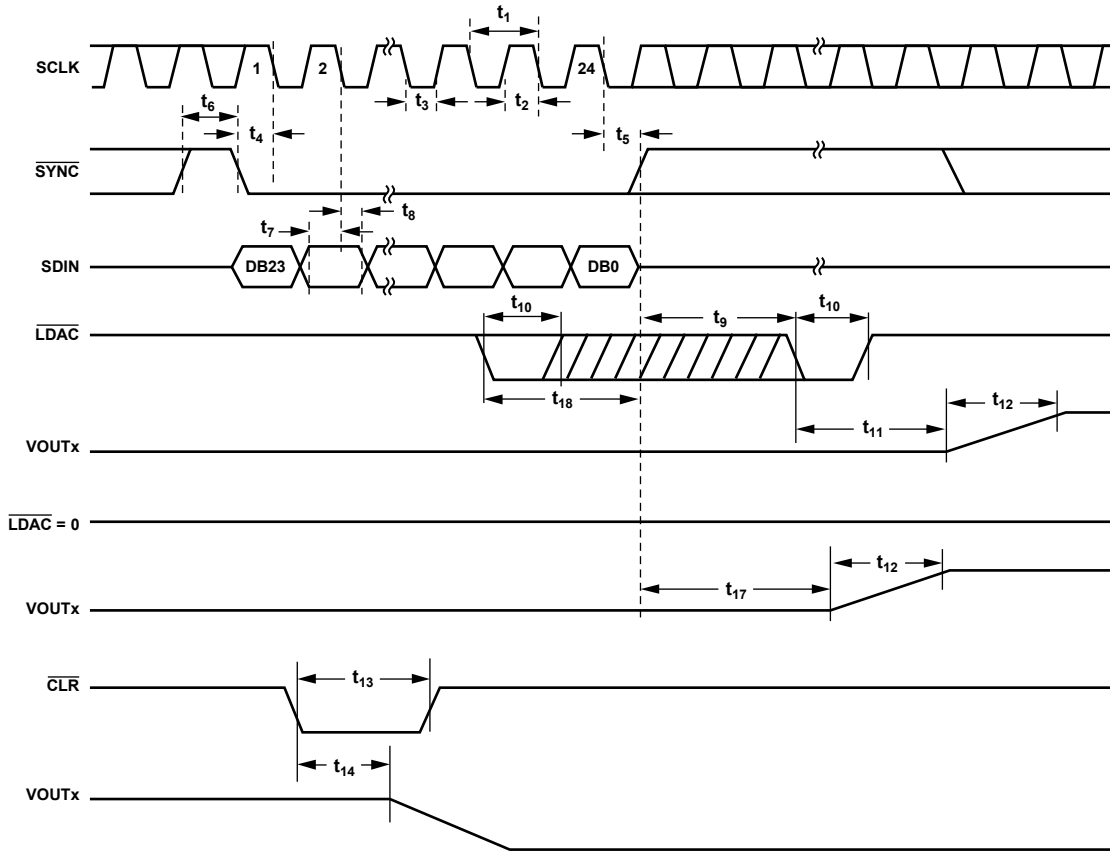 t1
SCLK 1 2 24
t3 t2
t6
t4 t5
SYNC
t8
t7
SDIN DB23 DB0
t10 t9 t10
LDAC
t18
t12
t11
VOUTx
LDAC = 0
t12
t17
VOUTx
t13
CLR
t14
VOUTx